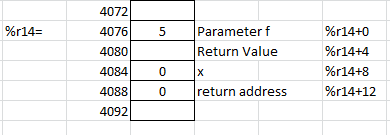 4072
%r14= 4076 5 Parameter f %r14+0
4080 Return Value %r14+4
4084 0 x %r14+8
4088 0 return address %r14+12
4092